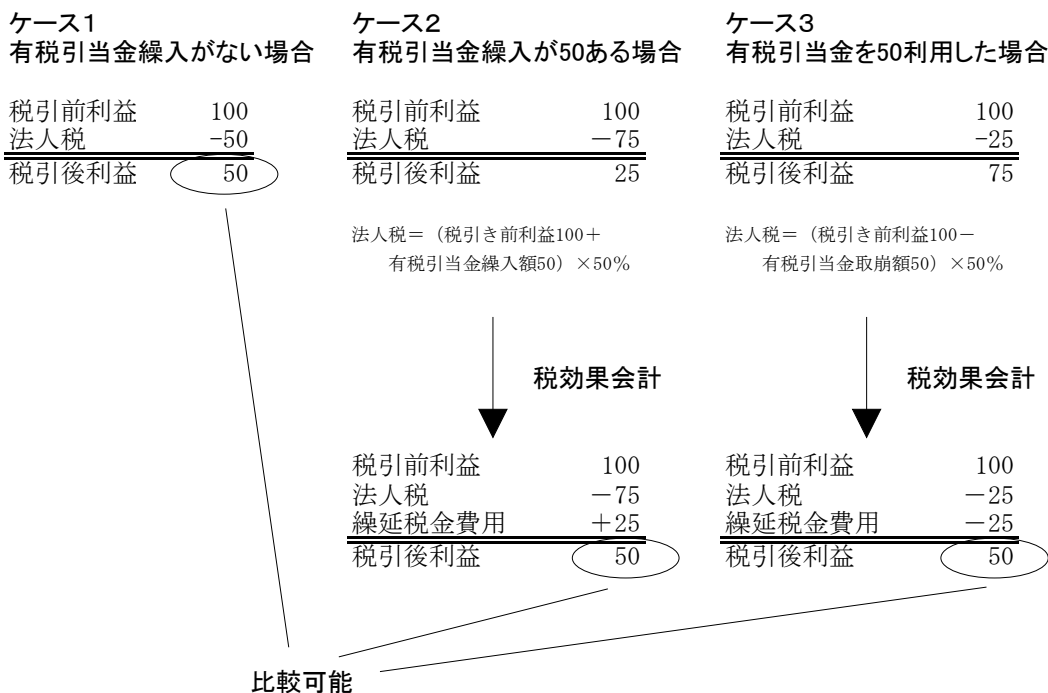 ケース1
有税引当金繰入がない場合
税引前利益 100
法人税 -50
税引後利益 50
ケース2
有税引当金繰入が50ある場合
税引前利益 100
法人税 －75
税引後利益 25
法人税＝（税引き前利益100＋
有税引当金繰入額50）×50％
税効果会計
税引前利益 100
法人税 －75
繰延税金費用 ＋25
税引後利益 50
ケース3
有税引当金を50利用した場合
税引前利益 100
法人税 -25
税引後利益 75
法人税＝（税引き前利益100－
有税引当金取崩額50）×50％
税効果会計
税引前利益 100
法人税 －25
繰延税金費用 －25
税引後利益 50
比較可能